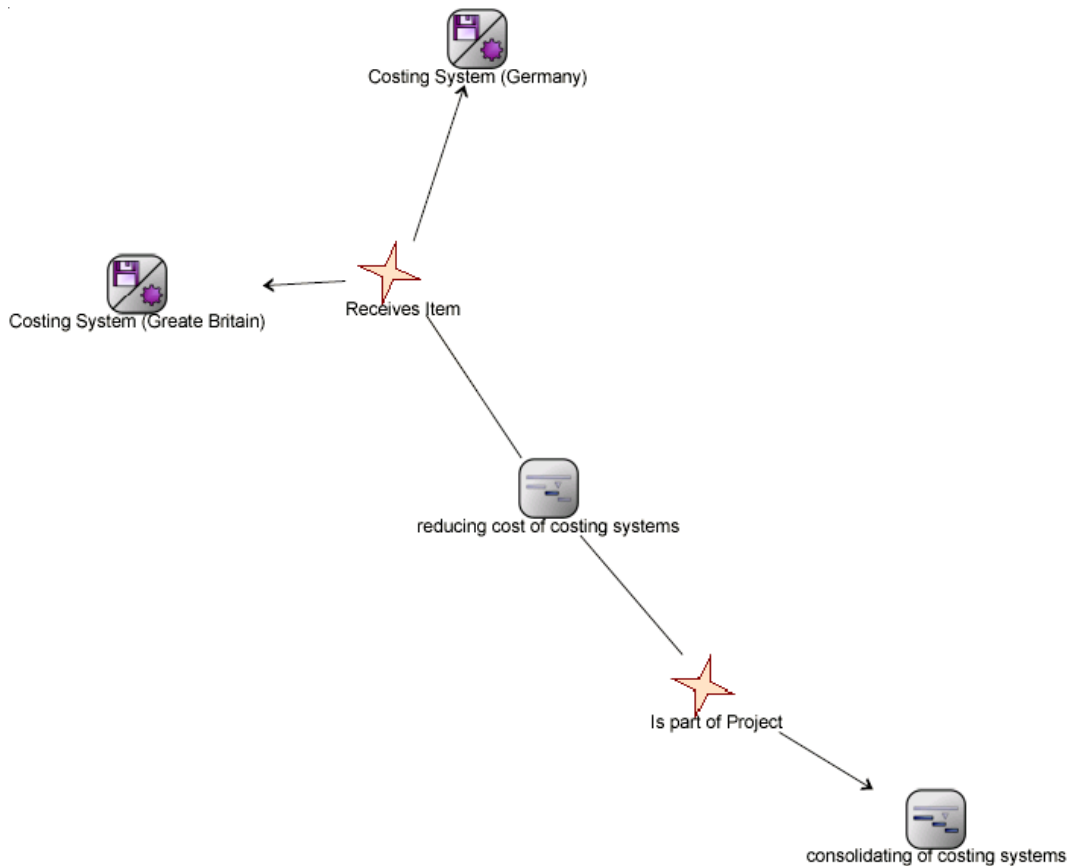 Costing System (Germany)
Costing System (Greate Britain)
Receives Item
reducing cost of costing systems
Is part of Project
consolidating of costing systems